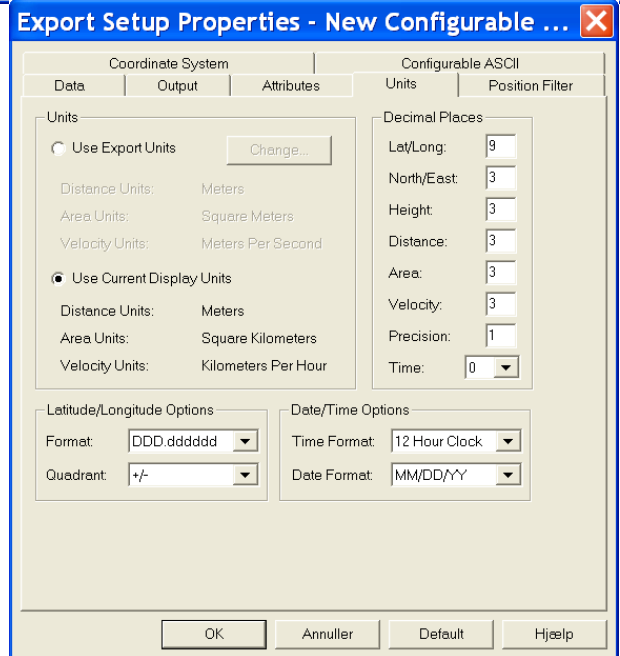 Export Setup Properties - New Configurable ...
Coordinate System Configurable ASCII
Data Output Attributes Units Position Filter
Units
Use Export Units Change...
Distance Units: Meters
Area Units: Square Meters
Velocity Units: Meters Per Second
Use Current Display Units
Distance Units: Meters
Area Units: Square Kilometers
Velocity Units: Kilometers Per Hour
Decimal Places
Lat/Long: 9
North/East: 3
Height: 3
Distance: 3
Area: 3
Velocity: 3
Precision: 1
Time: 0
Latitude/Longitude Options
Format: DDD.dddddd
Quadrant: +/-
Date/Time Options
Time Format: 12 Hour Clock
Date Format: MM/DD/YY
OK Annuller Default Hjælp